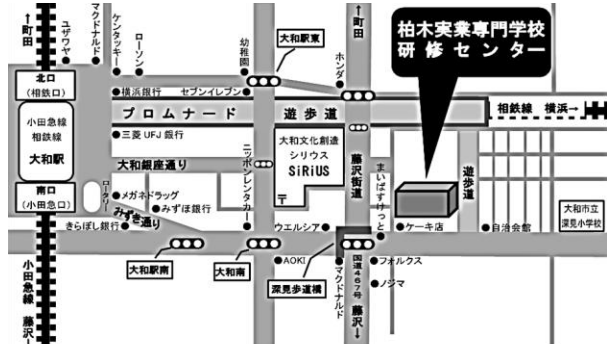 ←町田
ユザワヤ
マクドナルド
ケンタッキー
ローソン
幼稚園
大和駅東
ホンダ
←町田
柏木実業専門学校
研修センター
北口
(相鉄口)
横浜銀行
セブンイレブン
プロムナード 遊歩道
相鉄線 横浜→
小田急線
相鉄線
大和駅
三菱UFJ銀行
大和銀座通り
ニッポンレンタカー
大和文化創造
シリウス
SiRiUS
〒
藤沢街道
まいばすけっと
遊歩道
南口
(小田急口)
ロータリー
メガネドラッグ
みずほ銀行
みずき通り
きらぼし銀行
ウエルシア
ケーキ店
自治会館
大和市立
深見小学校
大和駅南
大和南
AOKI
深見歩道橋
マクドナルド
国道467号
フォルクス
ノジマ
小田急線 藤沢→
藤沢→